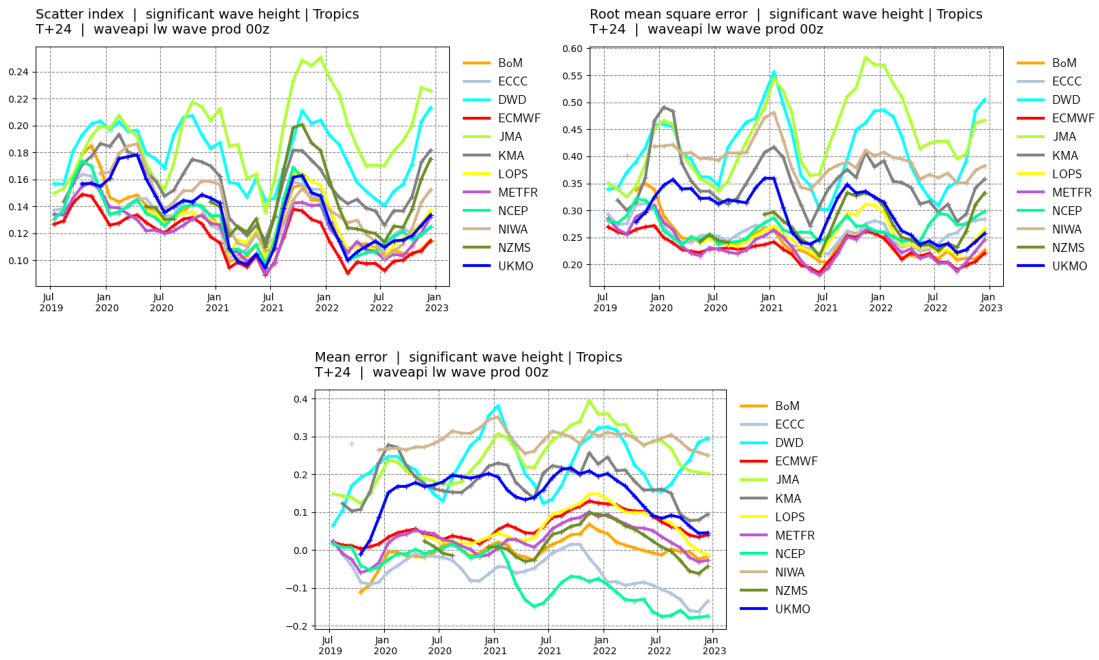 Scatter index | significant wave height | Tropics
T+24 | waveapi lw wave prod 00z
0.24
0.22
0.20
0.18
0.16
0.14
0.12
0.10
Jul 2019
Jan 2020
Jul 2020
Jan 2021
Jul 2021
Jan 2022
Jul 2022
Jan 2023
BoM
ECCC
DWD
ECMWF
JMA
KMA
LOPS
METFR
NCEP
NIWA
NZMS
UKMO
Root mean square error | significant wave height | Tropics
T+24 | waveapi lw wave prod 00z
0.60
0.55
0.50
0.45
0.40
0.35
0.30
0.25
0.20
Jul 2019
Jan 2020
Jul 2020
Jan 2021
Jul 2021
Jan 2022
Jul 2022
Jan 2023
BoM
ECCC
DWD
ECMWF
JMA
KMA
LOPS
METFR
NCEP
NIWA
NZMS
UKMO
Mean error | significant wave height | Tropics
T+24 | waveapi lw wave prod 00z
0.4
0.3
0.2
0.1
0.0
−0.1
−0.2
Jul 2019
Jan 2020
Jul 2020
Jan 2021
Jul 2021
Jan 2022
Jul 2022
Jan 2023
BoM
ECCC
DWD
ECMWF
JMA
KMA
LOPS
METFR
NCEP
NIWA
NZMS
UKMO